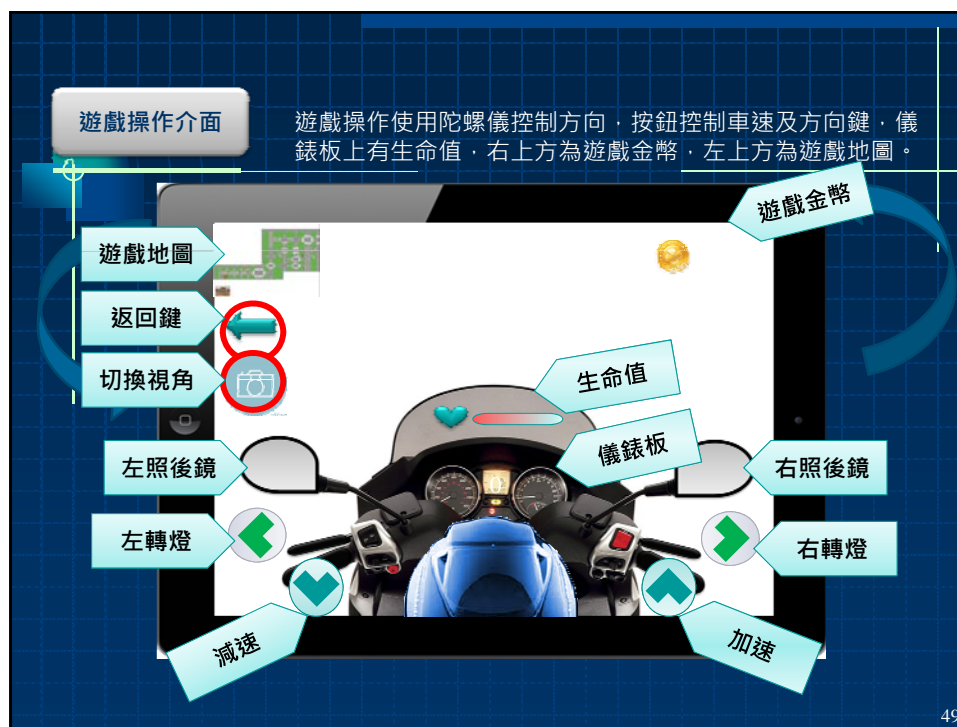 遊戲操作介面
遊戲操作使用陀螺儀控制方向，按鈕控制車速及方向鍵，儀
錶板上有生命值，右上方為遊戲金幣，左上方為遊戲地圖。
遊戲金幣
遊戲地圖
返回鍵
切換視角
生命值
儀錶板
左照後鏡
右照後鏡
左轉燈
右轉燈
減速
加速
49